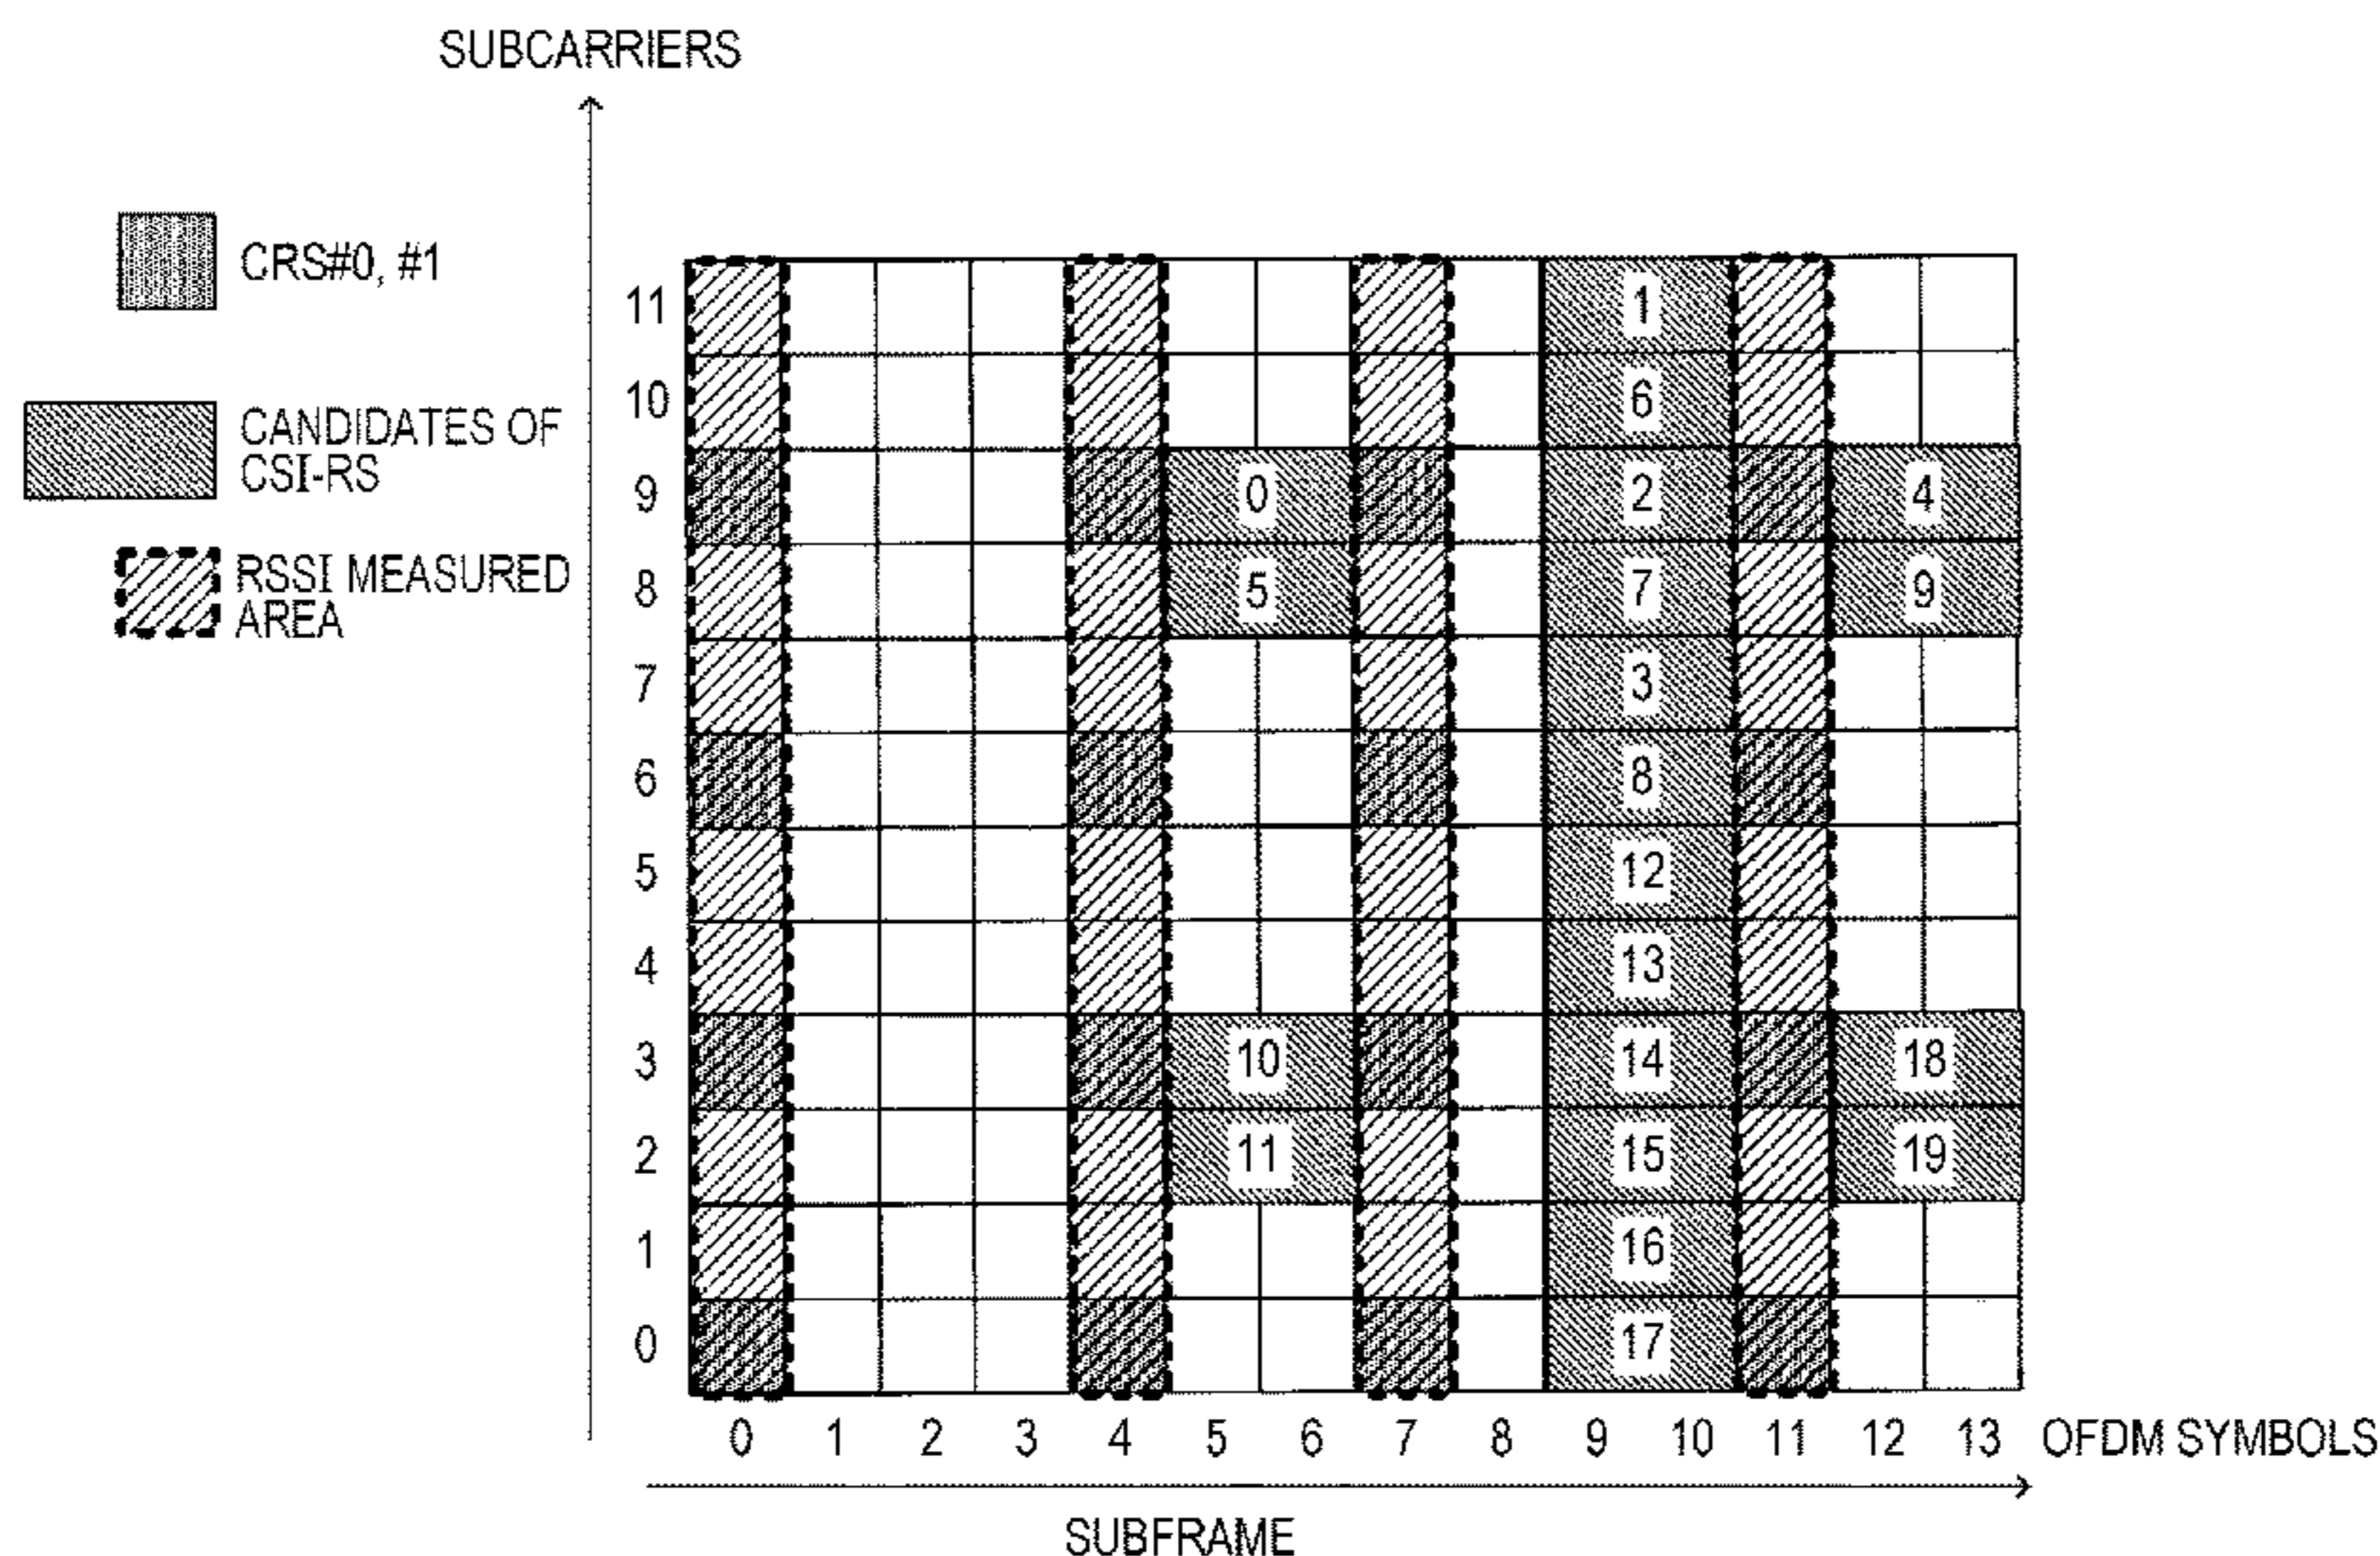 SUBCARRIERS
CRS#0, #1
CANDIDATES OF
CSI-RS
RSSI MEASURED
AREA
11 1
10 6
9 0 2 4
8 5 7 9
7 3
6 8
5 12
4 13
3 10 14 18
2 11 15 19
1 16
0 17
0 1 2 3 4 5 6 7 8 9 10 11 12 13 OFDM SYMBOLS
SUBFRAME